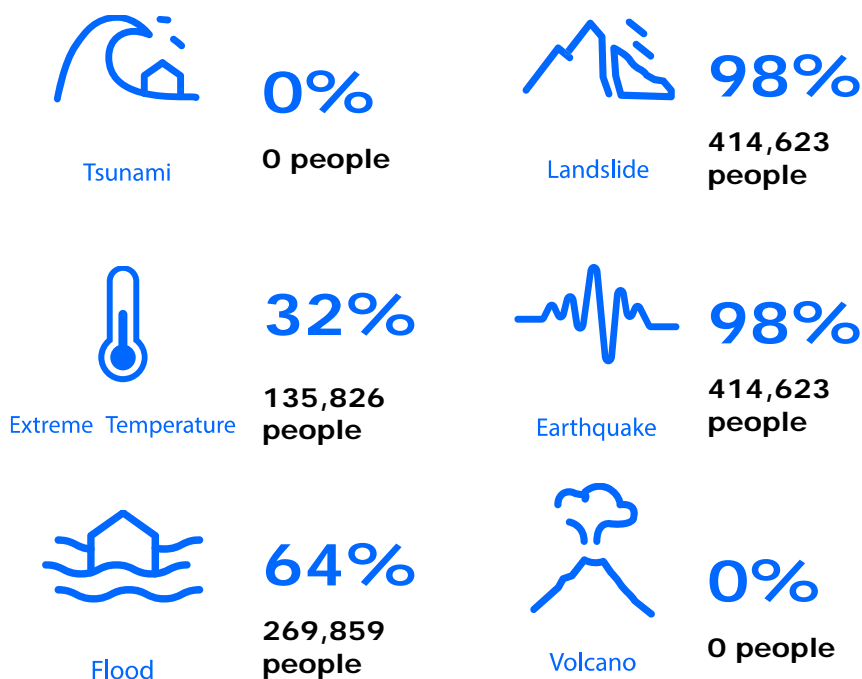 0%
0 people
Tsunami
98%
414,623
people
Landslide
32%
135,826
people
Extreme Temperature
98%
414,623
people
Earthquake
64%
269,859
people
Flood
0%
0 people
Volcano